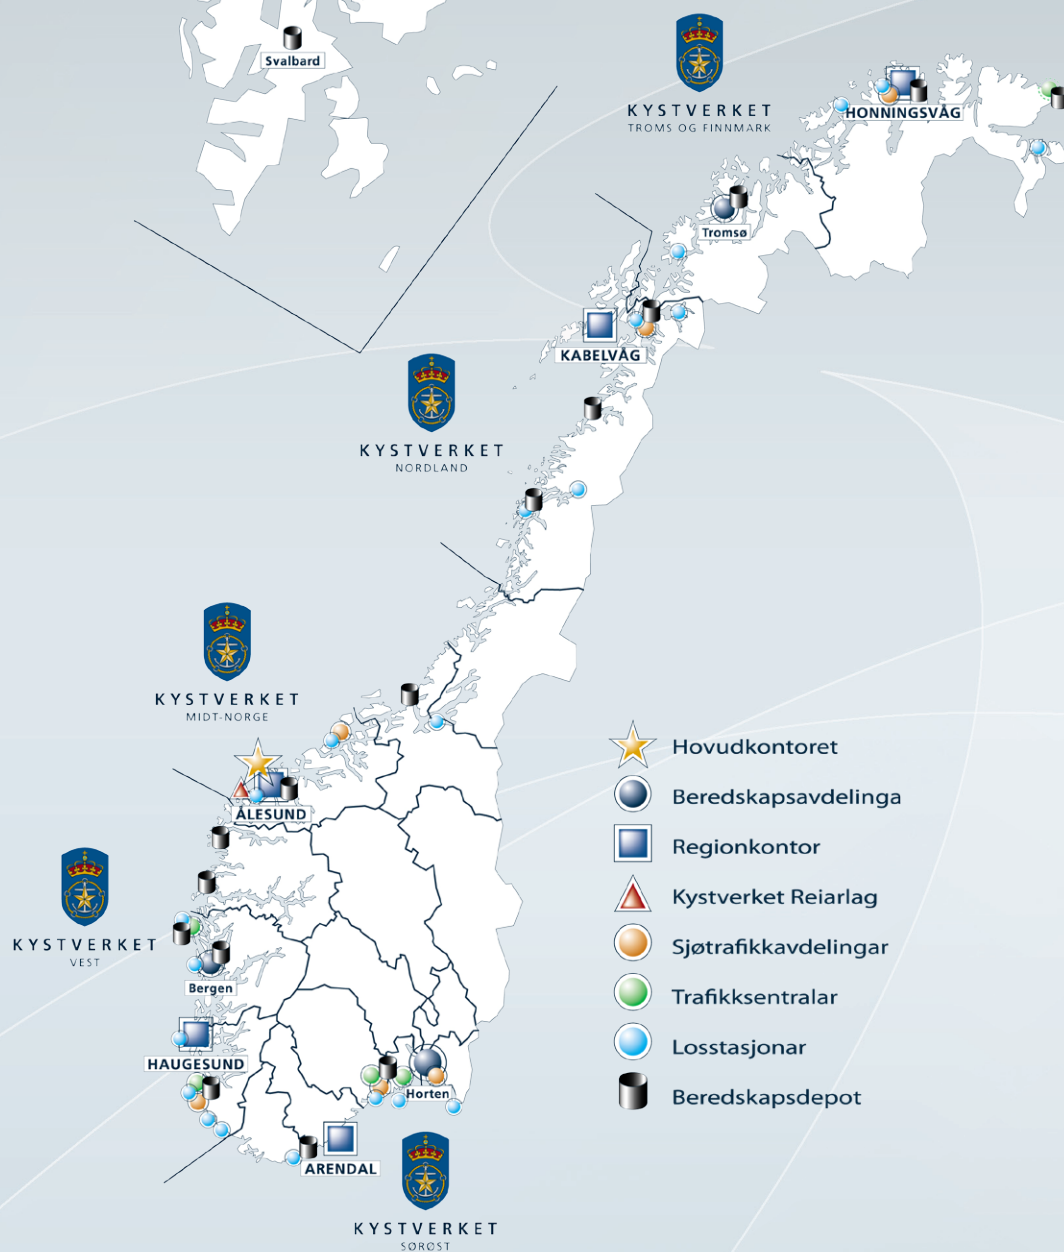 Svalbard
KYSTVERKET
TROMS OG FINNMARK
HONNINGSVÅG
Tromsø
KABELVÅG
KYSTVERKET
NORDLAND
KYSTVERKET
MIDT-NORGE
ÅLESUND
KYSTVERKET
VEST
Bergen
HAUGESUND
Horten
ARENDAL
KYSTVERKET
SØRØST
Hovudkontoret
Beredskapsavdelinga
Regionkontor
Kystverket Reiarlag
Sjøtrafikkavdelingar
Trafikksentralar
Losstasjonar
Beredskapsdepot